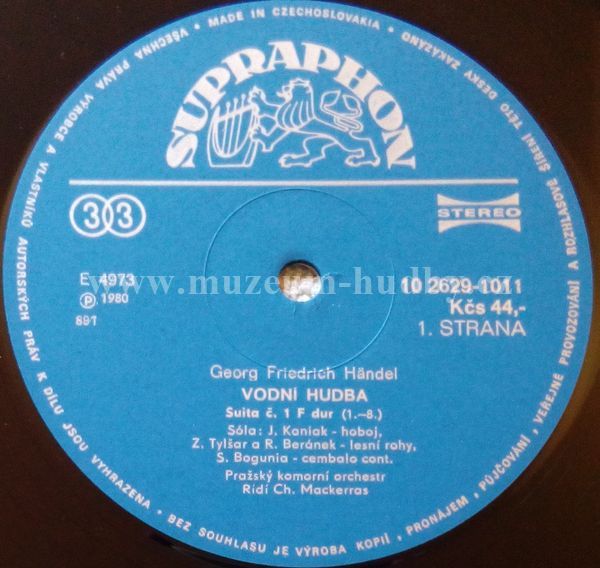 VŠECHNA PRÁVA VÝROBCE A VLASTNÍKŮ AUTORSKÝCH PRÁV K DÍLU JSOU VYHRAZENA • BEZ SOUHLASU JE VÝROBA KOPIÍ, PRONÁJEM, PŮJČOVÁNÍ, VEŘEJNÉ PROVOZOVÁNÍ A ROZHLASOVÉ ŠÍŘENÍ TÉTO DESKY ZAKÁZÁNO • MADE IN CZECHOSLOVAKIA •
SUPRAPHON
33
STEREO
E 4973
10 2629-1011
Ⓟ 1980
Kčs 44,-
891
1. STRANA
www.muzeum-hudba.cz
Georg Friedrich Händel
VODNÍ HUDBA
Suita č. 1 F dur (1.–8.)
Sóla: J. Kaniak - hoboj,
Z. Tylšar a R. Beránek - lesní rohy,
S. Bogunia - cembalo cont.
Pražský komorní orchestr
Řídí Ch. Mackerras